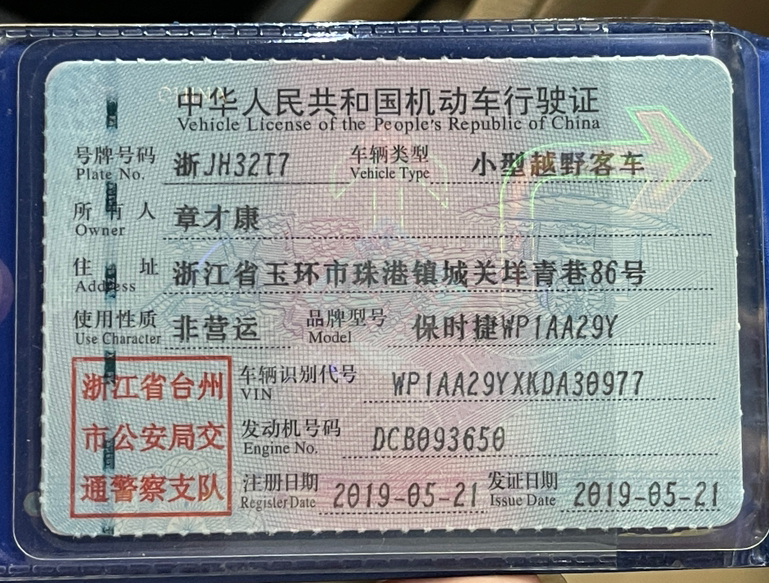 中华人民共和国机动车行驶证
Vehicle License of the People's Republic of China
号牌号码 浙JH32T7 车辆类型 小型越野客车
Plate No. Vehicle Type
所有人 章才康
Owner
住址 浙江省玉环市珠港镇城关垟青巷86号
Address
使用性质 非营运 品牌型号 保时捷WP1AA29Y
Use Character Model
浙江省台州 车辆识别代号 WP1AA29YXKDA30977
VIN
市公安局交 发动机号码 DCB093650
Engine No.
通警察支队 注册日期 2019-05-21 发证日期 2019-05-21
Register Date Issue Date